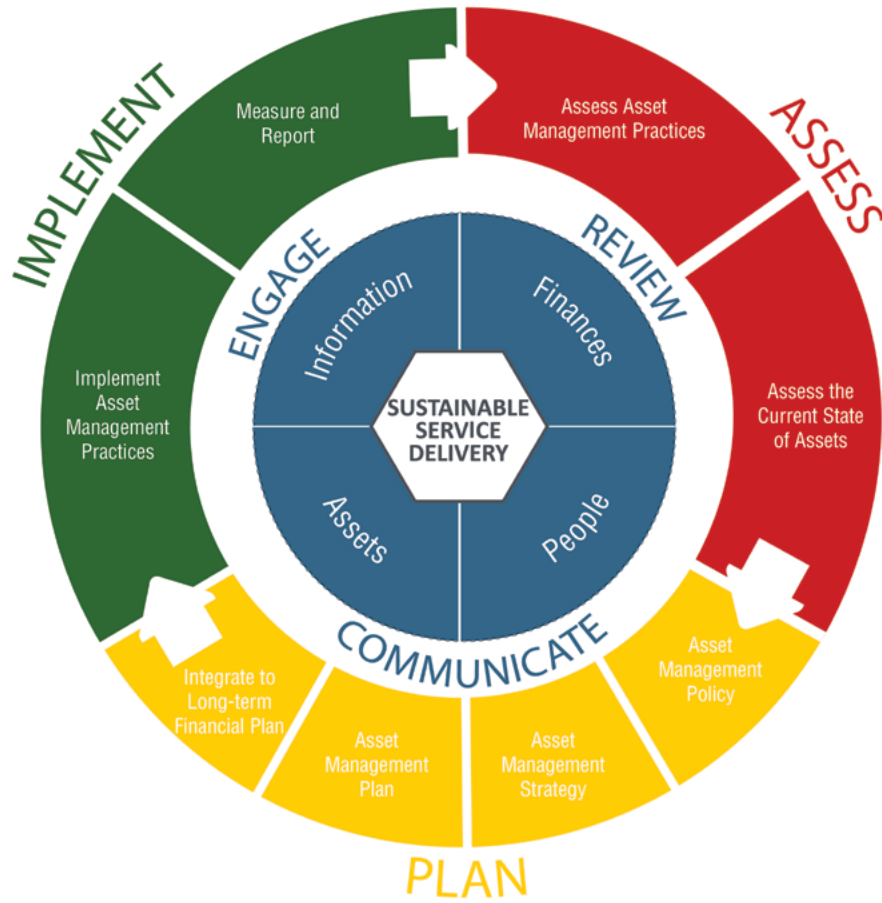 IMPLEMENT
Measure and
Report
Assess Asset
Management Practices
ASSESS
ENGAGE
REVIEW
Information
Finances
Implement
Asset
Management
Practices
SUSTAINABLE
SERVICE
DELIVERY
Assess the
Current State
of Assets
Assets
People
COMMUNICATE
Integrate to
Long-term
Financial Plan
Asset
Management
Plan
Asset
Management
Strategy
Asset
Management
Policy
PLAN